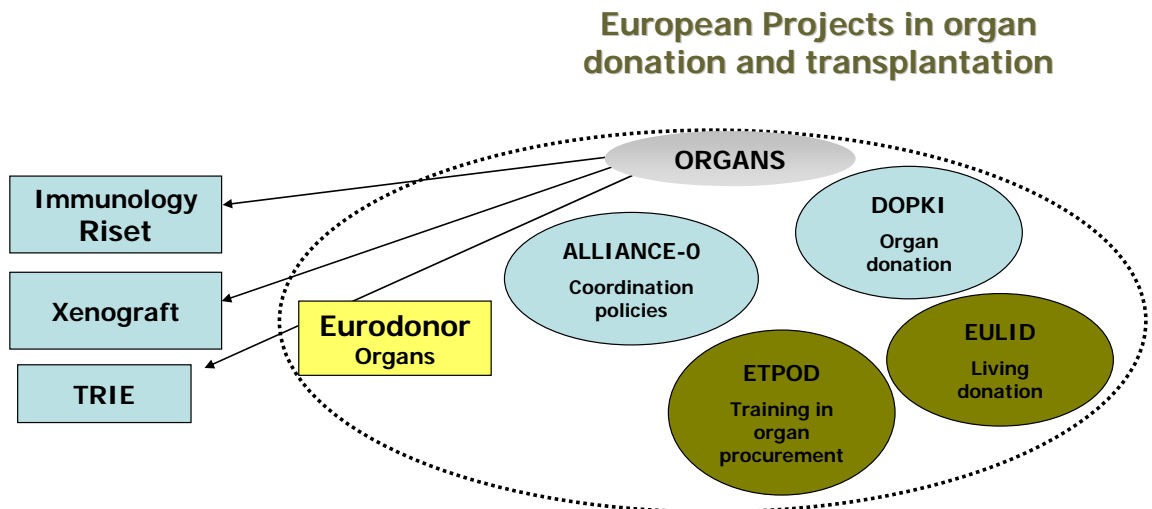 European Projects in organ
donation and transplantation
ORGANS
Immunology
Riset
DOPKI
Organ
donation
ALLIANCE-0
Coordination
policies
Xenograft
Eurodonor
Organs
EULID
Living
donation
ETPOD
Training in
organ
procurement
TRIE